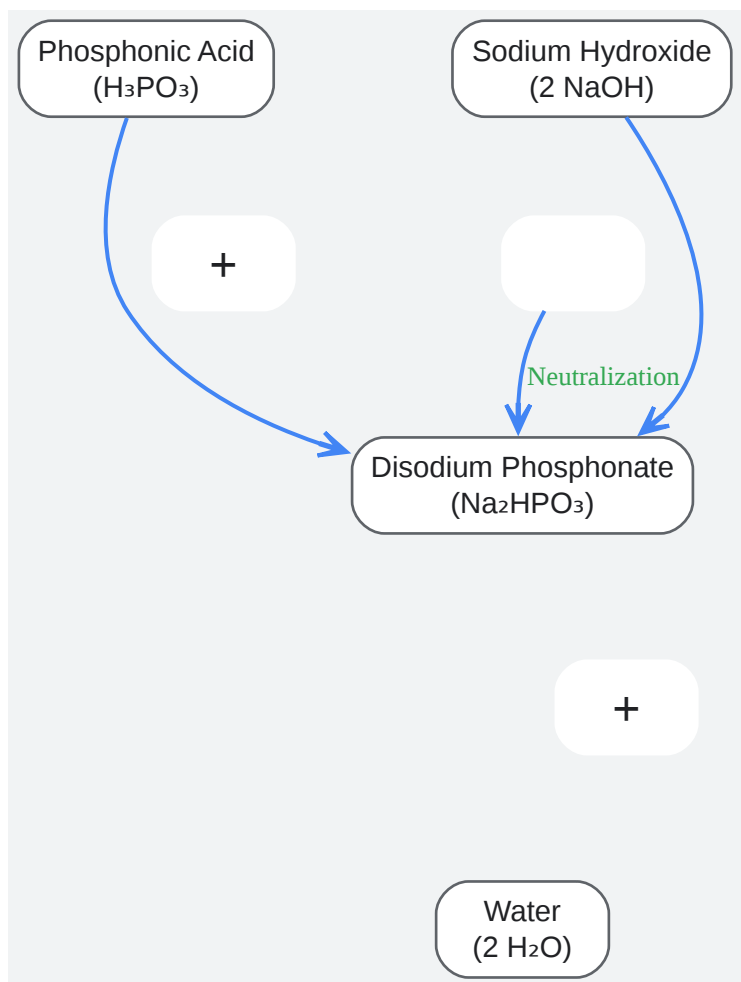 Phosphonic Acid
(H₃PO₃)
Sodium Hydroxide
(2 NaOH)
+
Neutralization
Disodium Phosphonate
(Na₂HPO₃)
+
Water
(2 H₂O)